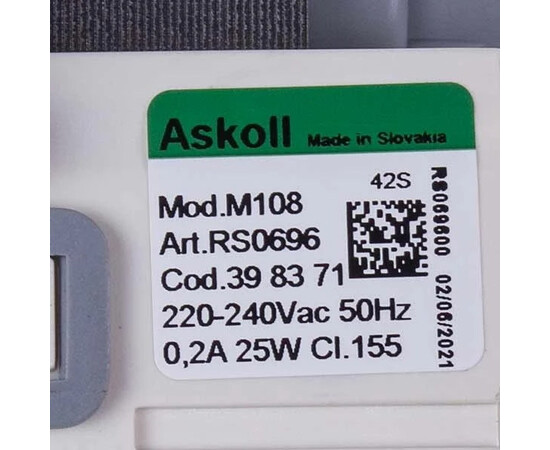 Askoll Made in Slovakia
42S
Mod.M108
Art.RS0696
Cod.39 83 71
220-240Vac 50Hz
0,2A 25W Cl.155
RS069600 02/06/2021